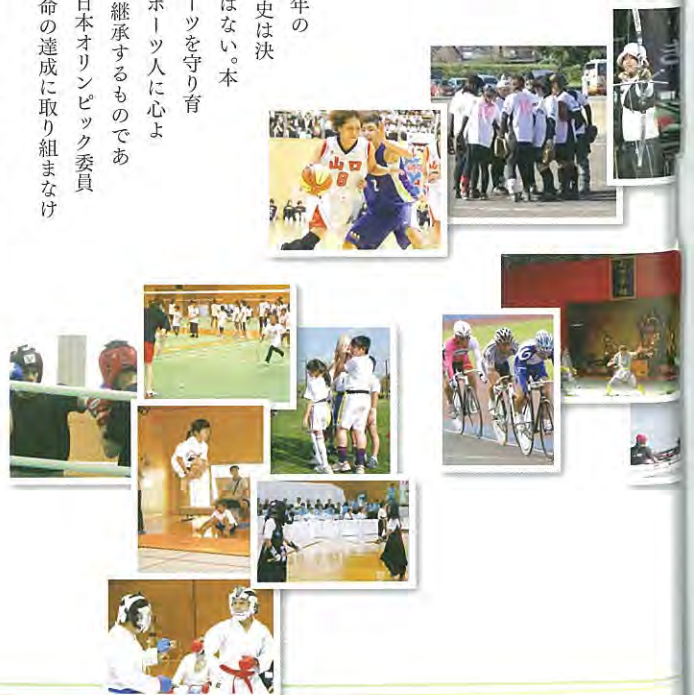 年の
史は決
はない。本
ーツを守り育
ポーツ人に心よ
継承するものであ
日本オリンピック委員
命の達成に取り組まなけ
山口
8